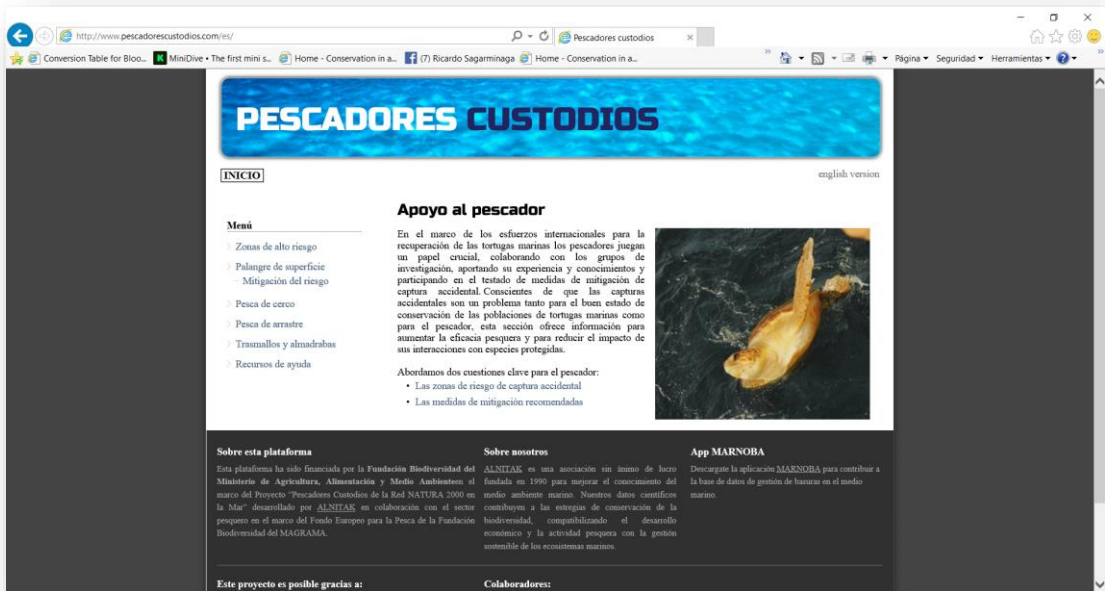 http://www.pescadorescustodios.com/es/
Pescadores custodios
Conversion Table for Bloo...
MiniDive • The first mini s...
Home - Conservation in a...
(7) Ricardo Sagarminaga
Home - Conservation in a...
Página
Seguridad
Herramientas
PESCADORES CUSTODIOS
INICIO
english version
Menú
Zonas de alto riesgo
Palangre de superficie
Mitigación del riesgo
Pesca de cerco
Pesca de arrastre
Trasmallos y almadrabas
Recursos de ayuda
Apoyo al pescador
En el marco de los esfuerzos internacionales para la
recuperación de las tortugas marinas los pescadores juegan
un papel crucial, colaborando con los grupos de
investigación, aportando su experiencia y conocimientos y
participando en el testado de medidas de mitigación de
captura accidental. Conscientes de que las capturas
accidentales son un problema tanto para el buen estado de
conservación de las poblaciones de tortugas marinas como
para el pescador, esta sección ofrece información para
aumentar la eficacia pesquera y para reducir el impacto de
sus interacciones con especies protegidas.
Abordamos dos cuestiones clave para el pescador:
• Las zonas de riesgo de captura accidental
• Las medidas de mitigación recomendadas
Sobre esta plataforma
Esta plataforma ha sido financiada por la Fundación Biodiversidad del
Ministerio de Agricultura, Alimentación y Medio Ambienteen el
marco del Proyecto "Pescadores Custodios de la Red NATURA 2000 en
la Mar" desarrollado por ALNITAK en colaboración con el sector
pesquero en el marco del Fondo Europeo para la Pesca de la Fundación
Biodiversidad del MAGRAMA.
Sobre nosotros
ALNITAK es una asociación sin ánimo de lucro
fundada en 1990 para mejorar el conocimiento del
medio ambiente marino. Nuestros datos científicos
contribuyen a las estregias de conservación de la
biodiversidad, compatibilizando el desarrollo
económico y la actividad pesquera con la gestión
sostenible de los ecosistemas marinos.
App MARNOBA
Descargate la aplicación MARNOBA para contribuir a
la base de datos de gestión de basuras en el medio
marino.
Este proyecto es posible gracias a:
Colaboradores: